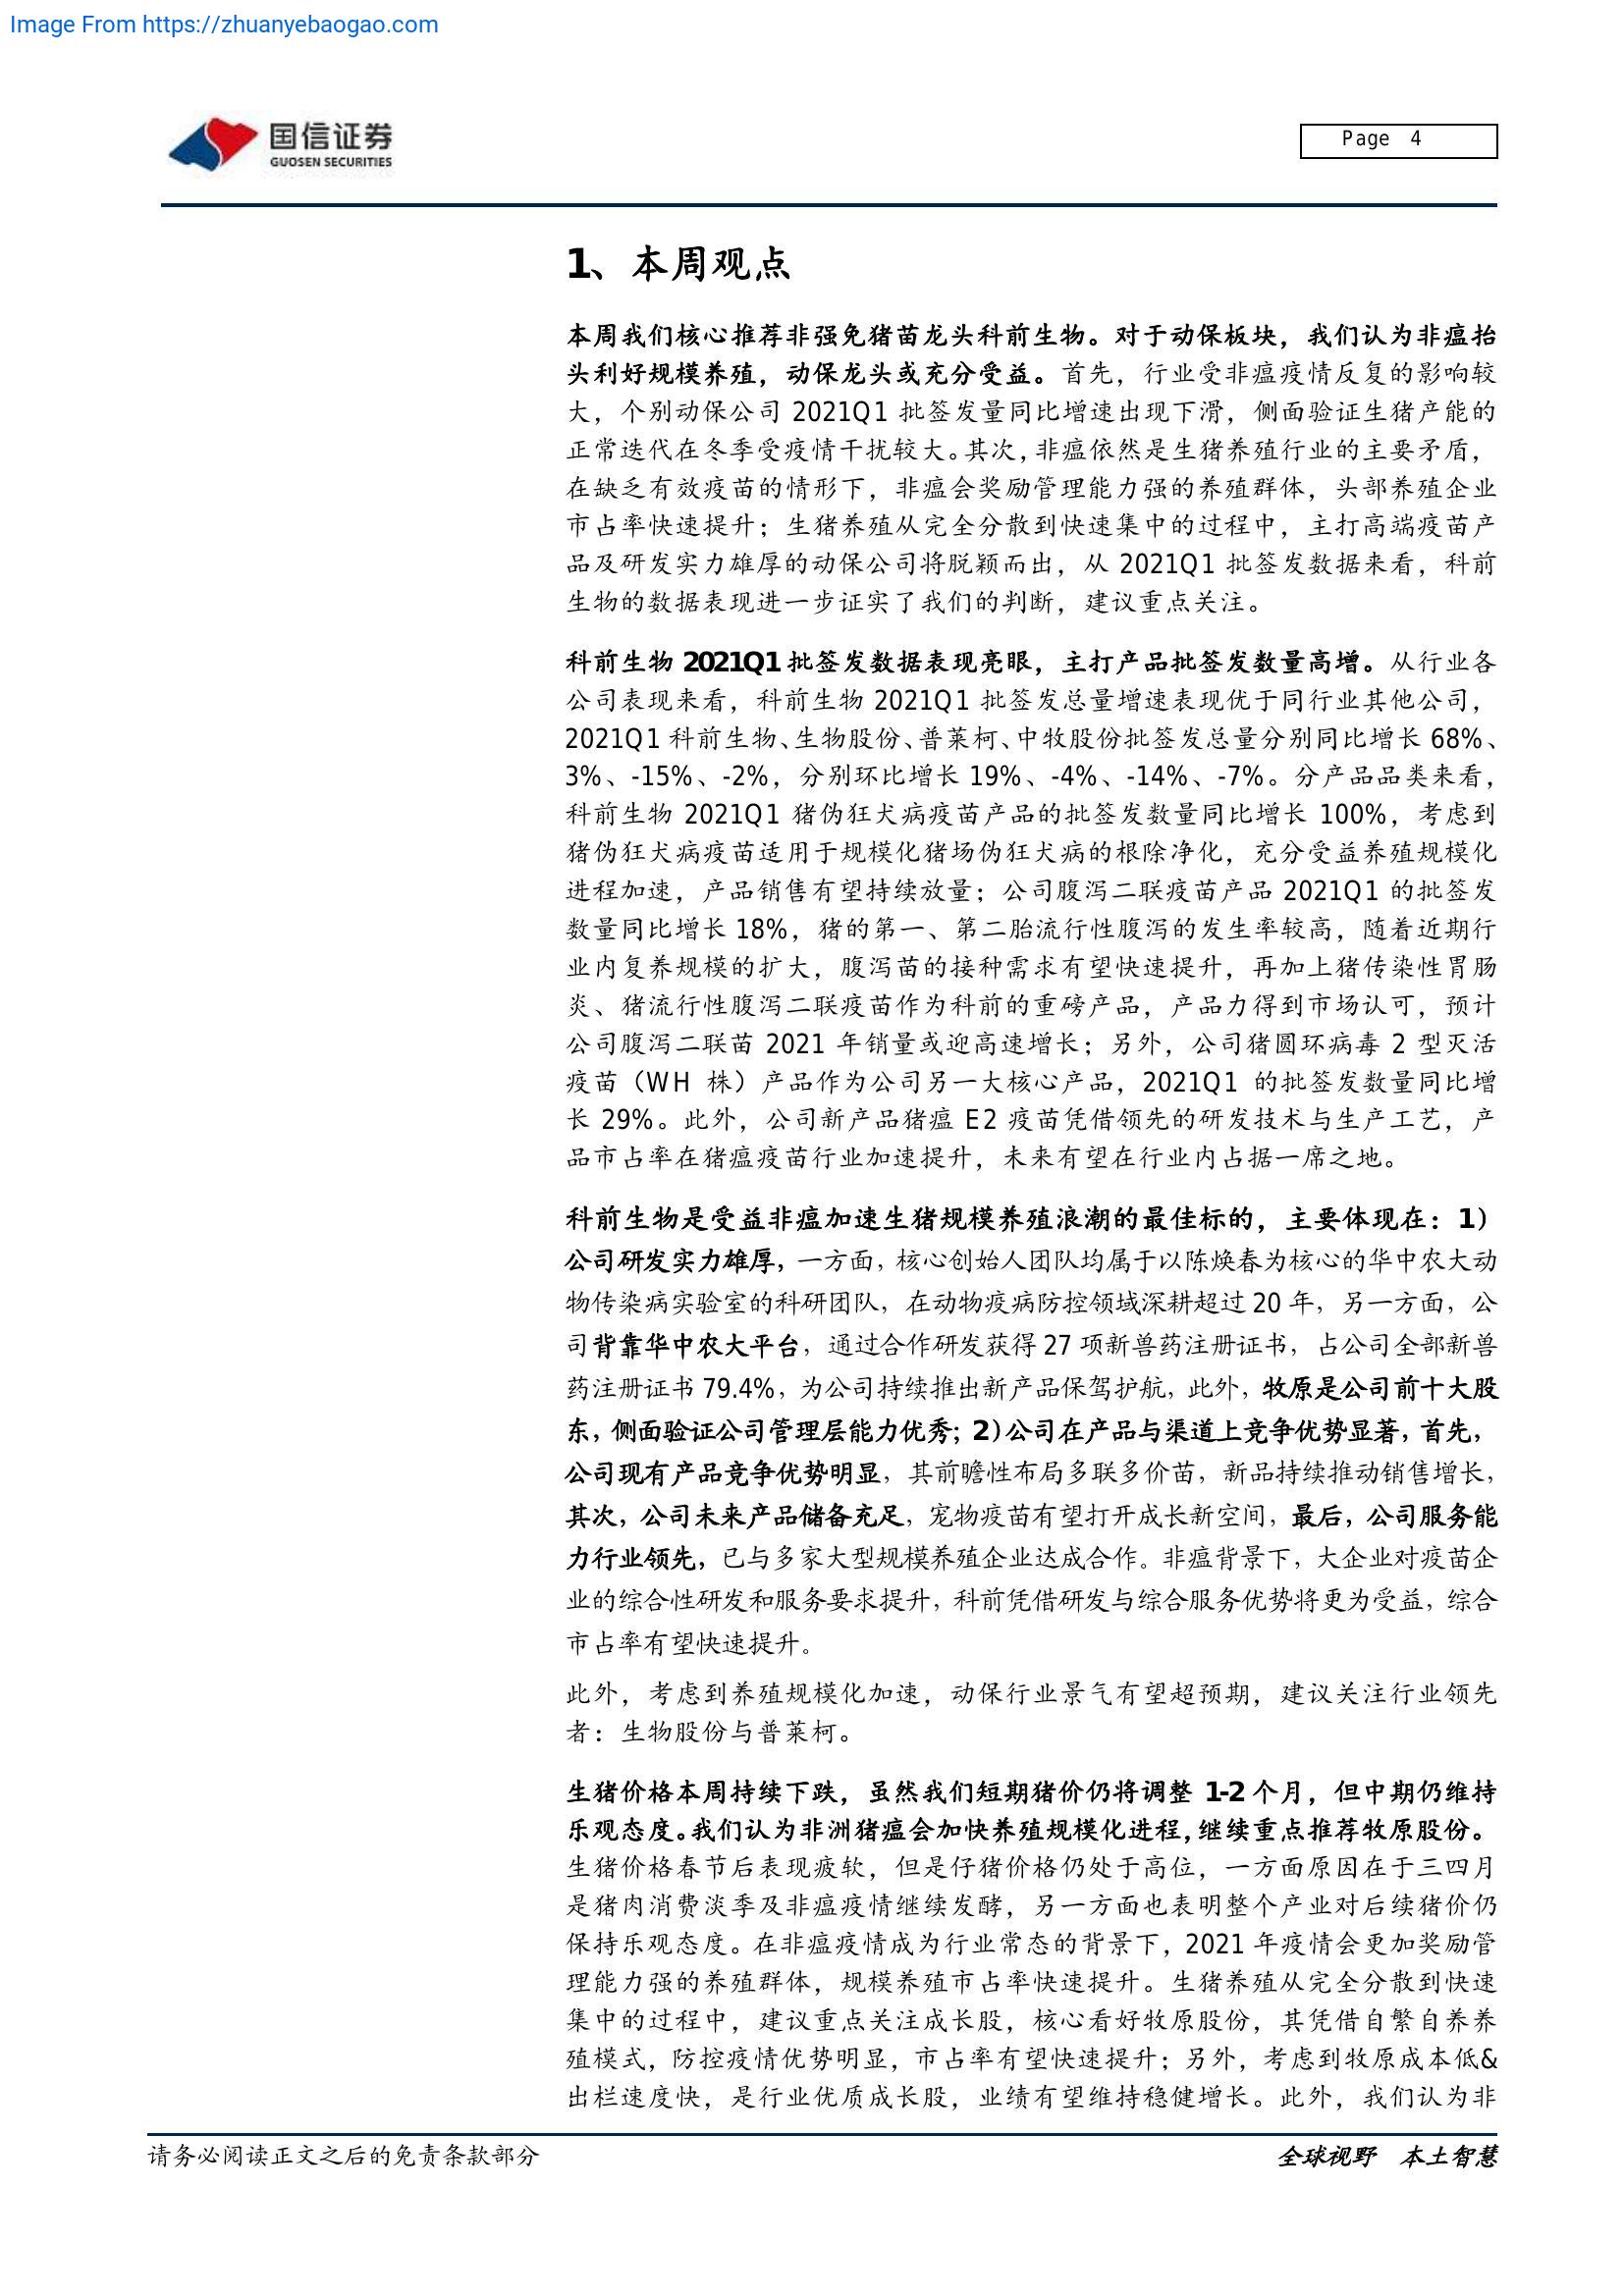 Image From https://zhuanyebaogao.com
国信证券
GUOSEN SECURITIES
Page 4
1、本周观点
本周我们核心推荐非强免猪苗龙头科前生物。对于动保板块，我们认为非瘟抬
头利好规模养殖，动保龙头或充分受益。首先，行业受非瘟疫情反复的影响较
大，个别动保公司 2021Q1 批签发量同比增速出现下滑，侧面验证生猪产能的
正常迭代在冬季受疫情干扰较大。其次，非瘟依然是生猪养殖行业的主要矛盾，
在缺乏有效疫苗的情形下，非瘟会奖励管理能力强的养殖群体，头部养殖企业
市占率快速提升；生猪养殖从完全分散到快速集中的过程中，主打高端疫苗产
品及研发实力雄厚的动保公司将脱颖而出，从 2021Q1 批签发数据来看，科前
生物的数据表现进一步证实了我们的判断，建议重点关注。
科前生物 2021Q1 批签发数据表现亮眼，主打产品批签发数量高增。从行业各
公司表现来看，科前生物 2021Q1 批签发总量增速表现优于同行业其他公司，
2021Q1 科前生物、生物股份、普莱柯、中牧股份批签发总量分别同比增长 68%、
3%、-15%、-2%，分别环比增长 19%、-4%、-14%、-7%。分产品品类来看，
科前生物 2021Q1 猪伪狂犬病疫苗产品的批签发数量同比增长 100%，考虑到
猪伪狂犬病疫苗适用于规模化猪场伪狂犬病的根除净化，充分受益养殖规模化
进程加速，产品销售有望持续放量；公司腹泻二联疫苗产品 2021Q1 的批签发
数量同比增长 18%，猪的第一、第二胎流行性腹泻的发生率较高，随着近期行
业内复养规模的扩大，腹泻苗的接种需求有望快速提升，再加上猪传染性胃肠
炎、猪流行性腹泻二联疫苗作为科前的重磅产品，产品力得到市场认可，预计
公司腹泻二联苗 2021 年销量或迎高速增长；另外，公司猪圆环病毒 2 型灭活
疫苗（WH 株）产品作为公司另一大核心产品，2021Q1 的批签发数量同比增
长 29%。此外，公司新产品猪瘟 E2 疫苗凭借领先的研发技术与生产工艺，产
品市占率在猪瘟疫苗行业加速提升，未来有望在行业内占据一席之地。
科前生物是受益非瘟加速生猪规模养殖浪潮的最佳标的，主要体现在：1）
公司研发实力雄厚，一方面，核心创始人团队均属于以陈焕春为核心的华中农大动
物传染病实验室的科研团队，在动物疫病防控领域深耕超过 20 年，另一方面，公
司背靠华中农大平台，通过合作研发获得 27 项新兽药注册证书，占公司全部新兽
药注册证书 79.4%，为公司持续推出新产品保驾护航，此外，牧原是公司前十大股
东，侧面验证公司管理层能力优秀；2）公司在产品与渠道上竞争优势显著，首先，
公司现有产品竞争优势明显，其前瞻性布局多联多价苗，新品持续推动销售增长，
其次，公司未来产品储备充足，宠物疫苗有望打开成长新空间，最后，公司服务能
力行业领先，已与多家大型规模养殖企业达成合作。非瘟背景下，大企业对疫苗企
业的综合性研发和服务要求提升，科前凭借研发与综合服务优势将更为受益，综合
市占率有望快速提升。
此外，考虑到养殖规模化加速，动保行业景气有望超预期，建议关注行业领先
者：生物股份与普莱柯。
生猪价格本周持续下跌，虽然我们短期猪价仍将调整 1-2 个月，但中期仍维持
乐观态度。我们认为非洲猪瘟会加快养殖规模化进程，继续重点推荐牧原股份。
生猪价格春节后表现疲软，但是仔猪价格仍处于高位，一方面原因在于三四月
是猪肉消费淡季及非瘟疫情继续发酵，另一方面也表明整个产业对后续猪价仍
保持乐观态度。在非瘟疫情成为行业常态的背景下，2021 年疫情会更加奖励管
理能力强的养殖群体，规模养殖市占率快速提升。生猪养殖从完全分散到快速
集中的过程中，建议重点关注成长股，核心看好牧原股份，其凭借自繁自养养
殖模式，防控疫情优势明显，市占率有望快速提升；另外，考虑到牧原成本低&
出栏速度快，是行业优质成长股，业绩有望维持稳健增长。此外，我们认为非
请务必阅读正文之后的免责条款部分
全球视野 本土智慧